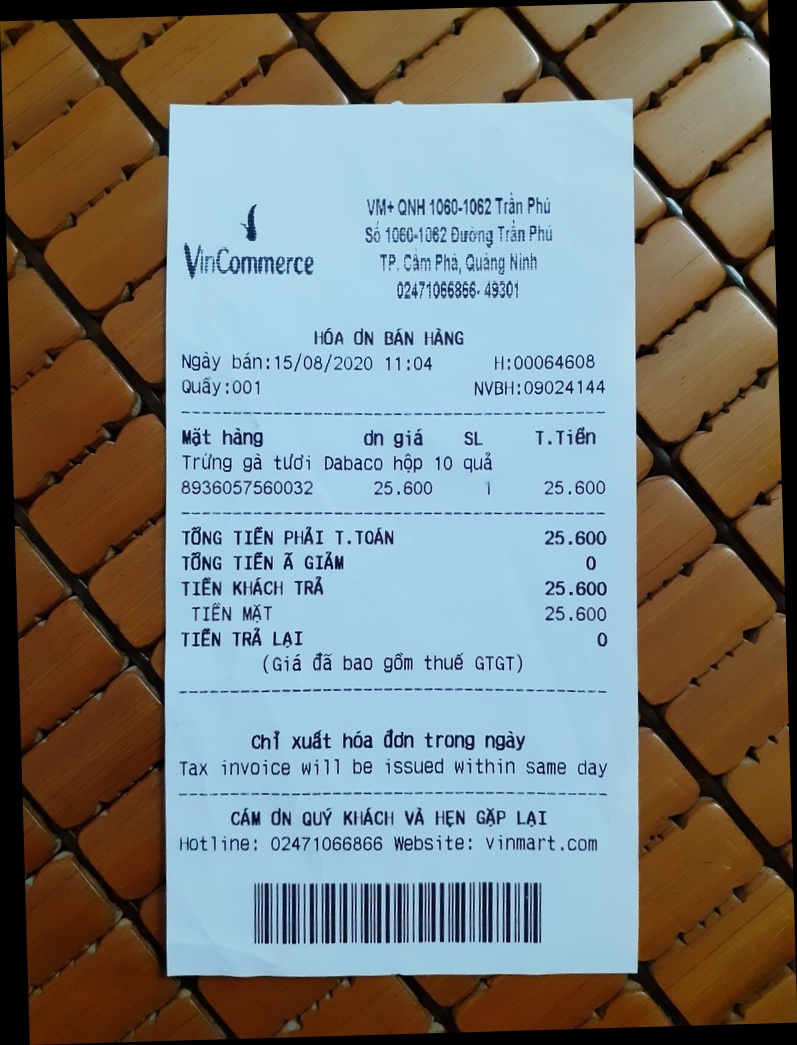 VinCommerce
VM+ QNH 1060-1062 Trần Phú
Số 1060-1062 Đường Trần Phú
TP. Cẩm Phả, Quảng Ninh
02471066866- 49301
HÓA ƠN BÁN HÀNG
Ngày bán:15/08/2020 11:04 H:00064608
Quầy:001 NVBH:09024144
Mặt hàng ơn giá SL T.Tiền
Trứng gà tươi Dabaco hộp 10 quả
8936057560032 25.600 1 25.600
TỔNG TIỀN PHẢI T.TOÁN 25.600
TỔNG TIỀN Ã GIẢM 0
TIỀN KHÁCH TRẢ 25.600
TIỀN MẶT 25.600
TIỀN TRẢ LẠI 0
(Giá đã bao gồm thuế GTGT)
Chỉ xuất hóa đơn trong ngày
Tax invoice will be issued within same day
CÁM ƠN QUÝ KHÁCH VÀ HẸN GẶP LẠI
Hotline: 02471066866 Website: vinmart.com